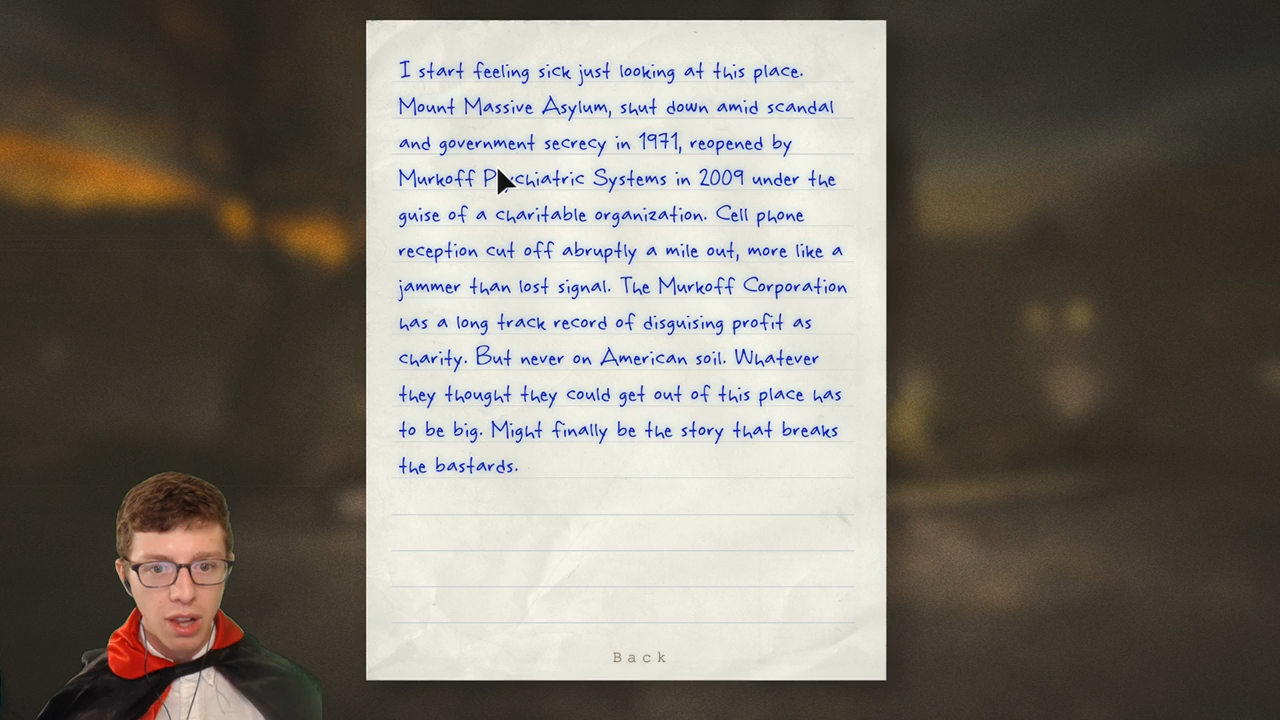 I start feeling sick just looking at this place.
Mount Massive Asylum, shut down amid scandal
and government secrecy in 1971, reopened by
Murkoff Psychiatric Systems in 2009 under the
guise of a charitable organization. Cell phone
reception cut off abruptly a mile out, more like a
jammer than lost signal. The Murkoff Corporation
has a long track record of disguising profit as
charity. But never on American soil. Whatever
they thought they could get out of this place has
to be big. Might finally be the story that breaks
the bastards.
Back